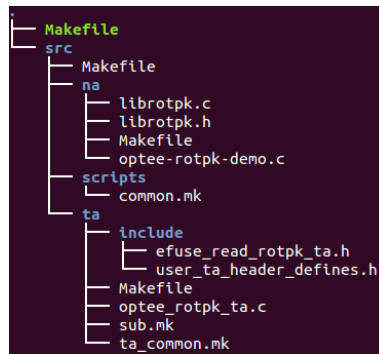 .
├── Makefile
└── src
    ├── Makefile
    ├── na
    │   ├── librotpk.c
    │   ├── librotpk.h
    │   ├── Makefile
    │   └── optee-rotpk-demo.c
    ├── scripts
    │   └── common.mk
    └── ta
        ├── include
        │   ├── efuse_read_rotpk_ta.h
        │   └── user_ta_header_defines.h
        ├── Makefile
        ├── optee_rotpk_ta.c
        ├── sub.mk
        └── ta_common.mk